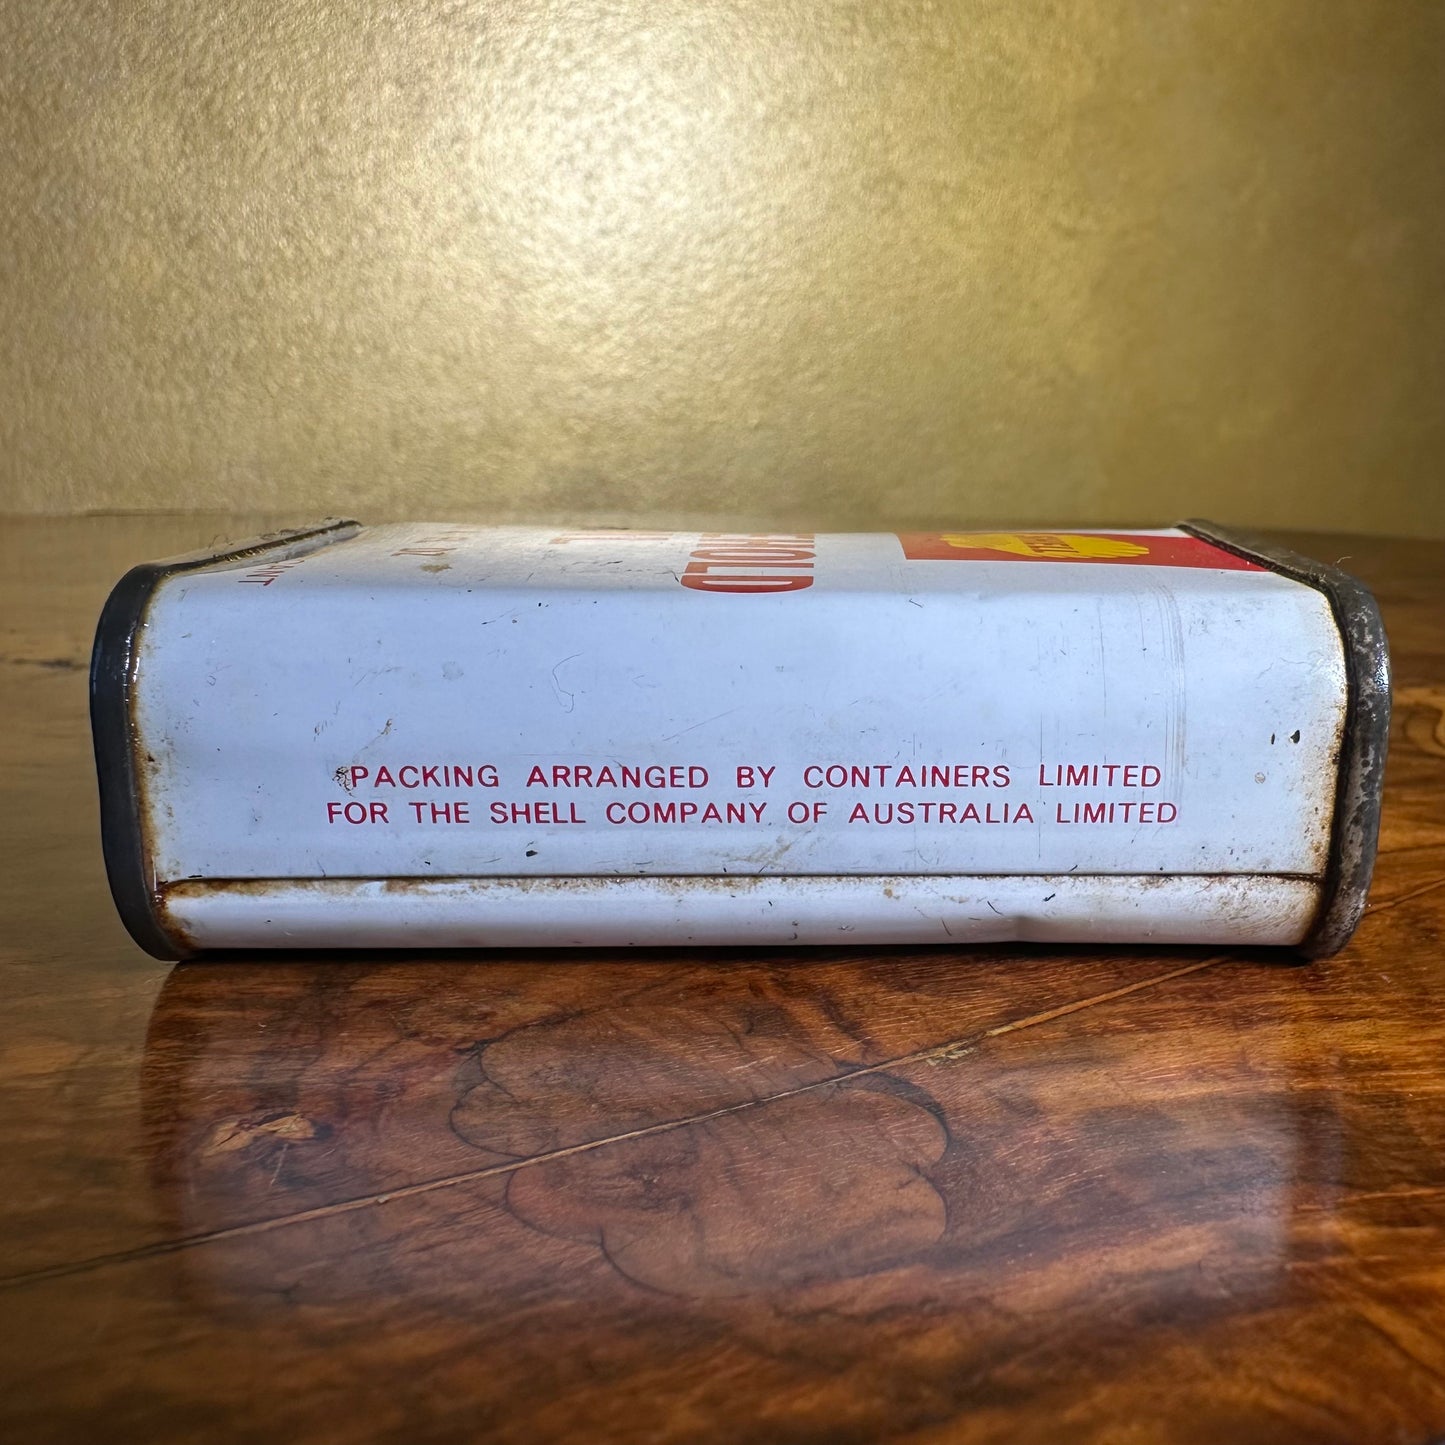 PACKING ARRANGED BY CONTAINERS LIMITED
FOR THE SHELL COMPANY OF AUSTRALIA LIMITED